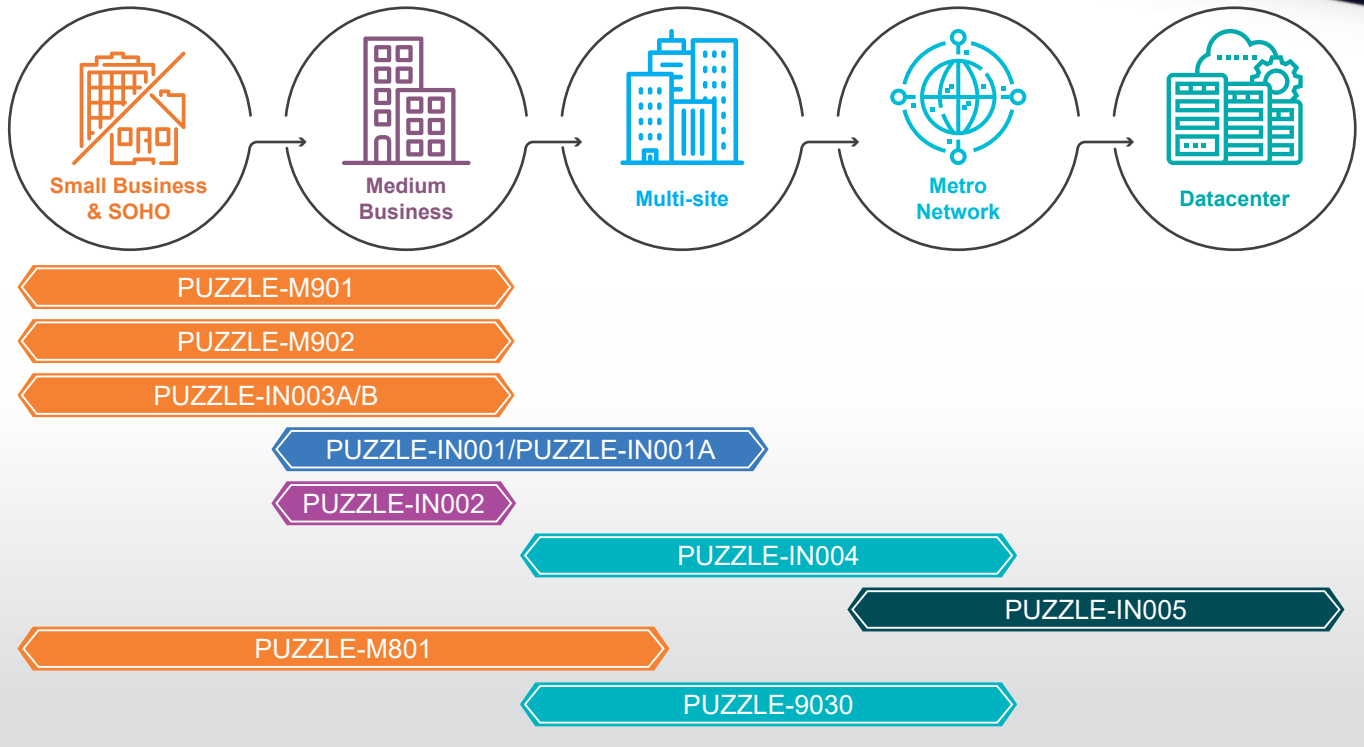 Small Business
& SOHO
Medium
Business
Multi-site
Metro
Network
Datacenter
PUZZLE-M901
PUZZLE-M902
PUZZLE-IN003A/B
PUZZLE-IN001/PUZZLE-IN001A
PUZZLE-IN002
PUZZLE-IN004
PUZZLE-IN005
PUZZLE-M801
PUZZLE-9030